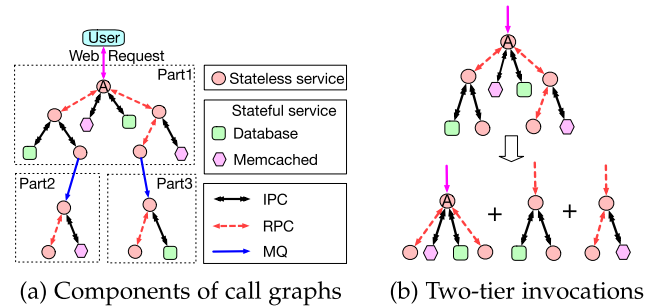 User
Web Request
Part1
A
Stateless service
Stateful service
Database
Memcached
Part2
Part3
IPC
RPC
MQ
(a) Components of call graphs
A
A
+
+
(b) Two-tier invocations